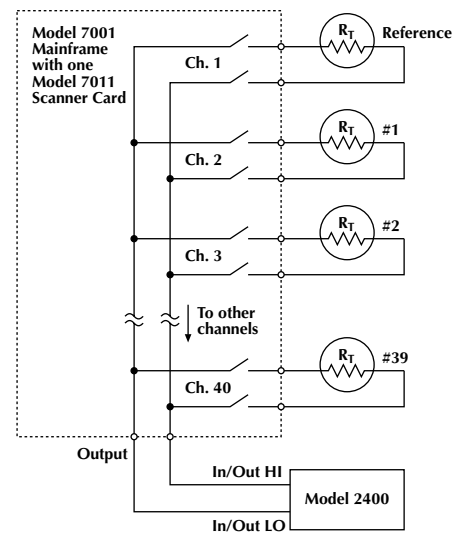 Model 7001
Mainframe
with one
Model 7011
Scanner Card
Ch. 1
RT
Reference
Ch. 2
RT
#1
Ch. 3
RT
#2
To other
channels
Ch. 40
RT
#39
Output
In/Out HI
Model 2400
In/Out LO